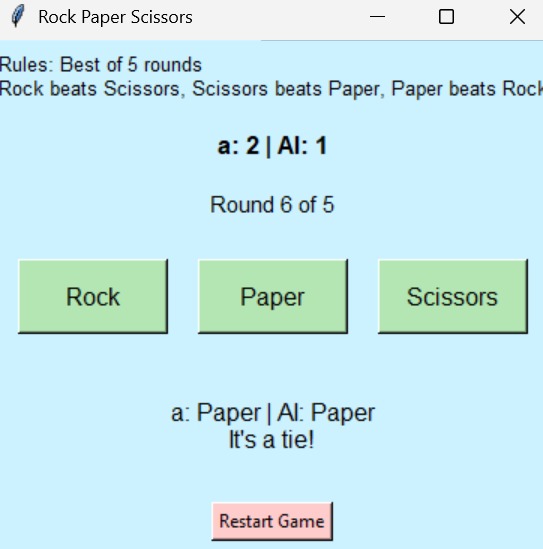 Rock Paper Scissors
Rules: Best of 5 rounds
Rock beats Scissors, Scissors beats Paper, Paper beats Rock
a: 2 | AI: 1
Round 6 of 5
Rock
Paper
Scissors
a: Paper | AI: Paper
It's a tie!
Restart Game